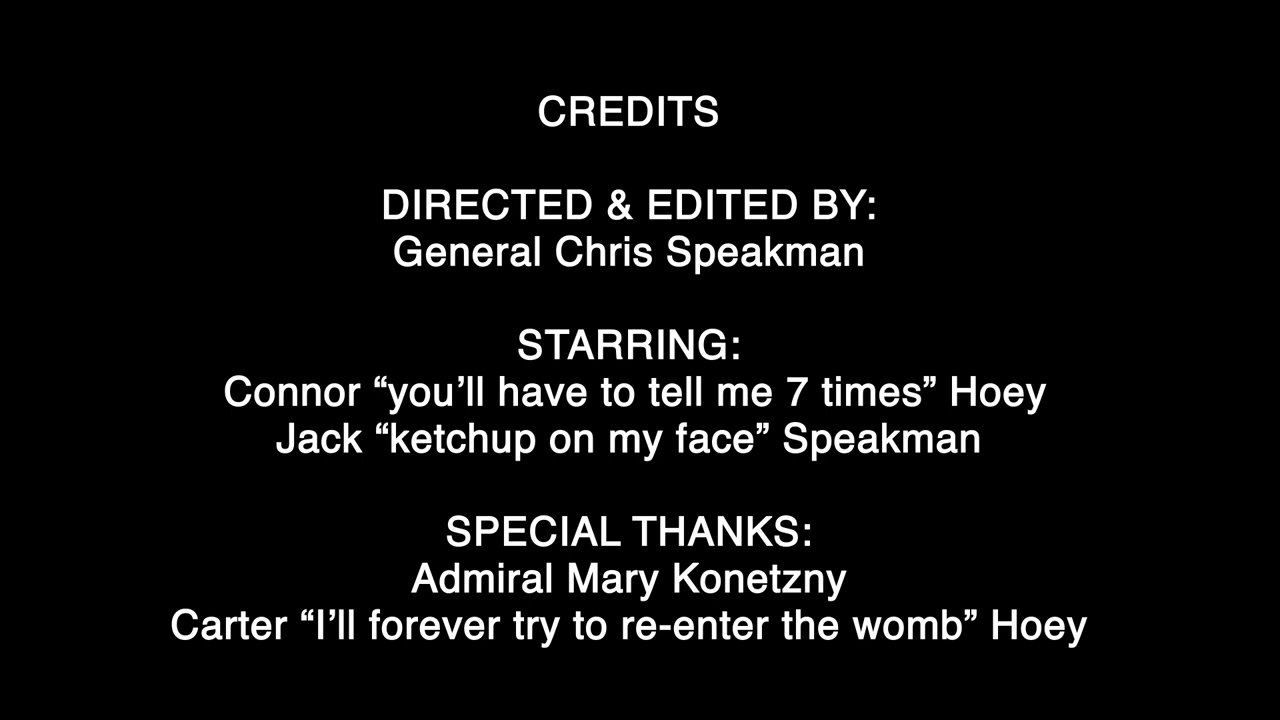 CREDITS
DIRECTED & EDITED BY:
General Chris Speakman
STARRING:
Connor “you’ll have to tell me 7 times” Hoey
Jack “ketchup on my face” Speakman
SPECIAL THANKS:
Admiral Mary Konetzny
Carter “I’ll forever try to re-enter the womb” Hoey